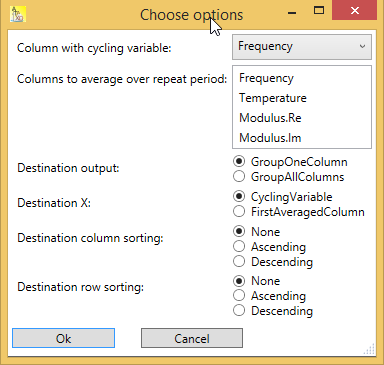 Choose options
Column with cycling variable: Frequency
Columns to average over repeat period: Frequency
Temperature
Modulus.Re
Modulus.Im
Destination output: GroupOneColumn
GroupAllColumns
Destination X: CyclingVariable
FirstAveragedColumn
Destination column sorting: None
Ascending
Descending
Destination row sorting: None
Ascending
Descending
Ok Cancel